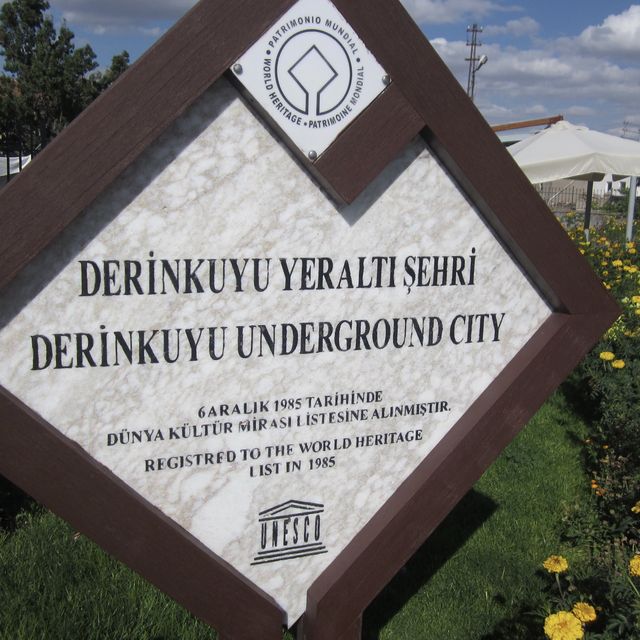 WORLD HERITAGE • PATRIMONIO MUNDIAL • PATRIMOINE MONDIAL •
DERİNKUYU YERALTI ŞEHRİ
DERİNKUYU UNDERGROUND CITY
6 ARALIK 1985 TARİHİNDE
DÜNYA KÜLTÜR MİRASI LİSTESİNE ALINMIŞTIR.
REGISTRED TO THE WORLD HERITAGE
LIST IN 1985
UNESCO